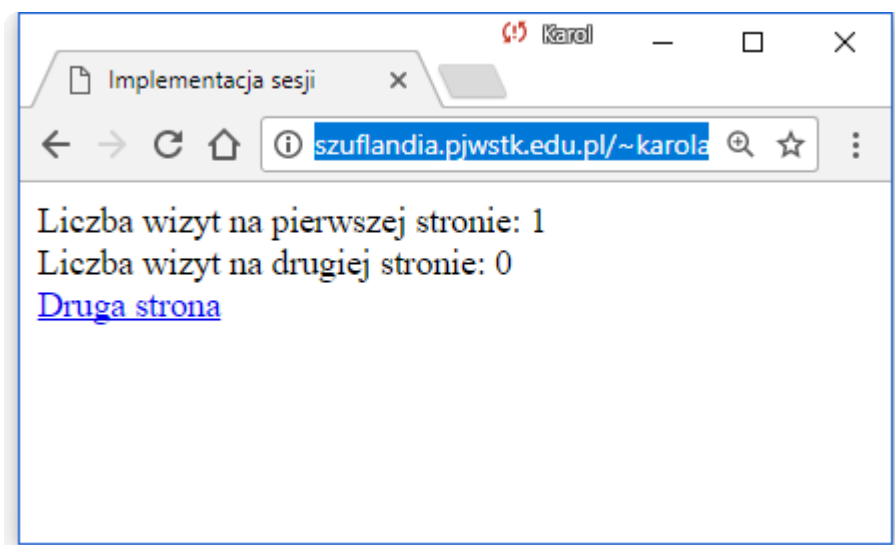 Karol
Implementacja sesji
szuflandia.pjwstk.edu.pl/~karola
Liczba wizyt na pierwszej stronie: 1
Liczba wizyt na drugiej stronie: 0
Druga strona